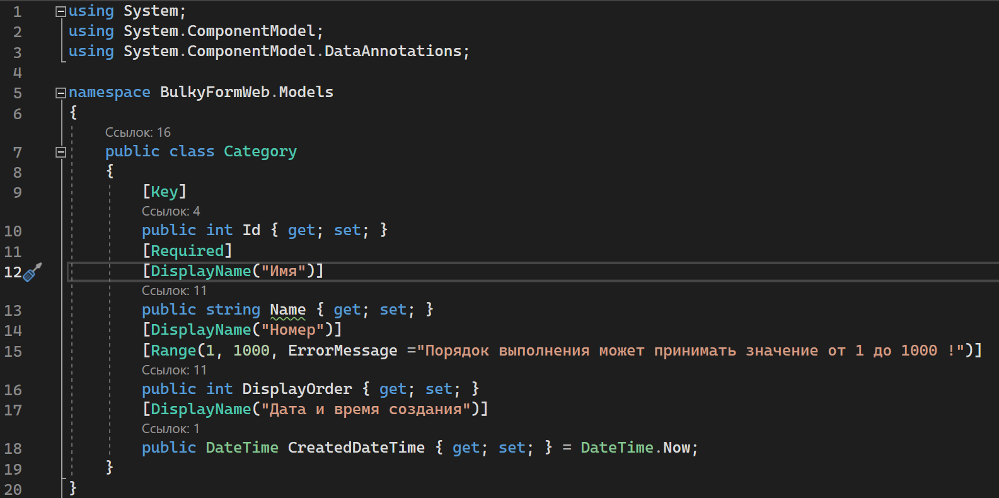 1 using System;
2 using System.ComponentModel;
3 using System.ComponentModel.DataAnnotations;
4
5 namespace BulkyFormWeb.Models
6 {
Ссылок: 16
7 public class Category
8 {
9 [Key]
Ссылок: 4
10 public int Id { get; set; }
11 [Required]
12 [DisplayName("Имя")]
Ссылок: 11
13 public string Name { get; set; }
14 [DisplayName("Номер")]
15 [Range(1, 1000, ErrorMessage ="Порядок выполнения может принимать значение от 1 до 1000 !")]
Ссылок: 11
16 public int DisplayOrder { get; set; }
17 [DisplayName("Дата и время создания")]
Ссылок: 1
18 public DateTime CreatedDateTime { get; set; } = DateTime.Now;
19 }
20 }